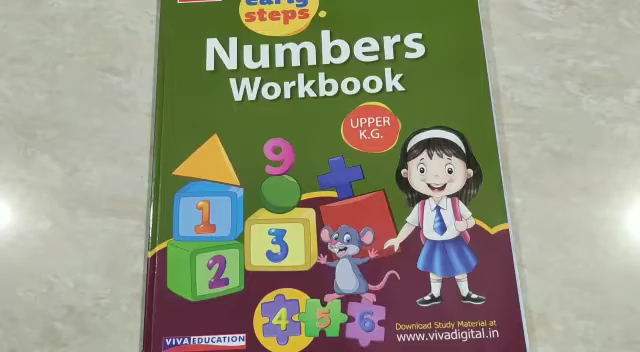 early
steps
Numbers
Workbook
UPPER
K.G.
9
1
3
2
4 5 6
VIVA EDUCATION
Download Study Material at
www.vivadigital.in